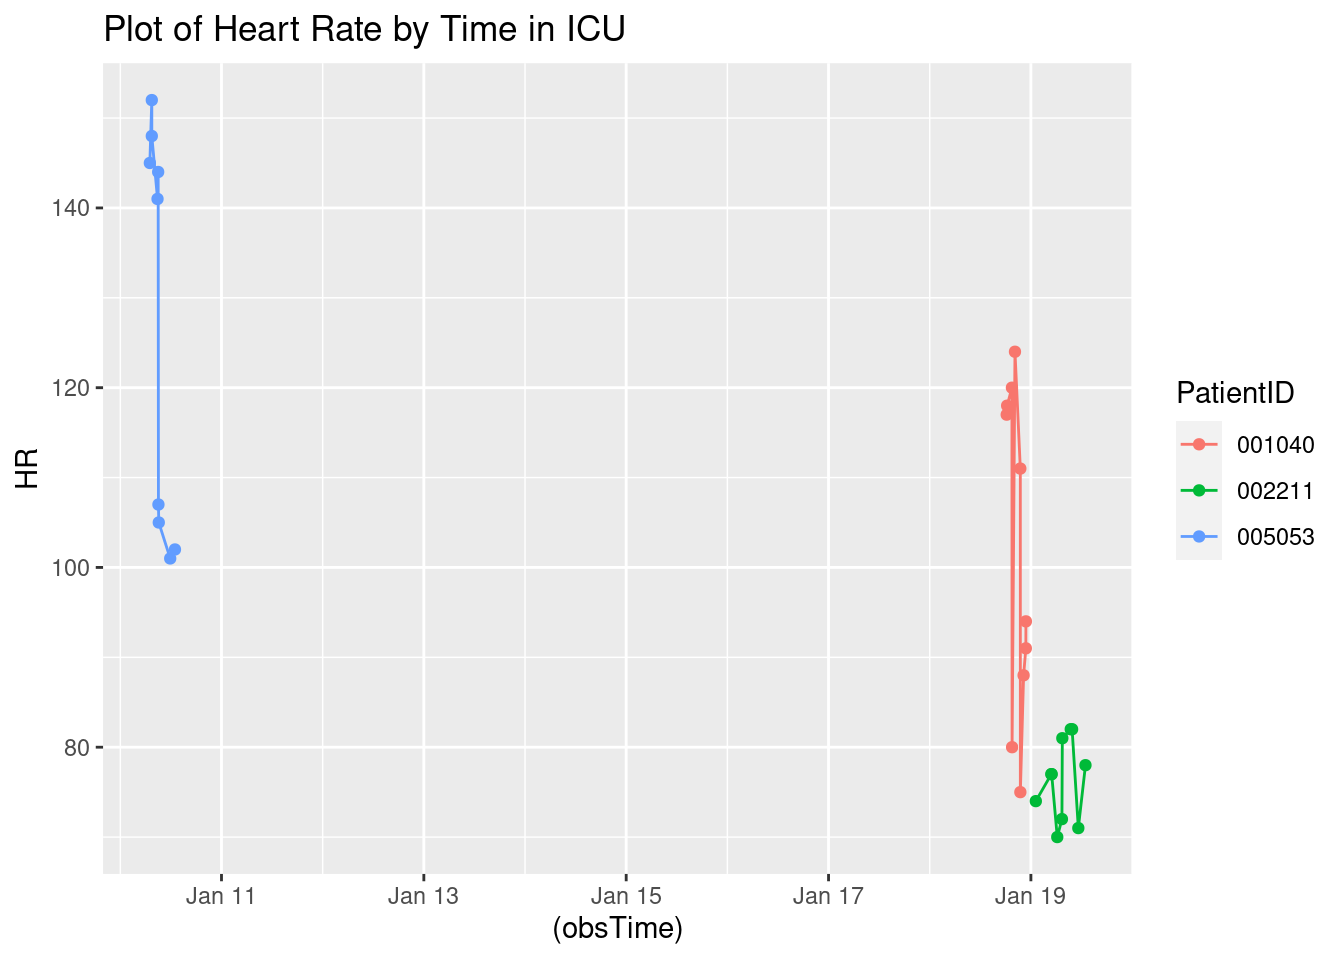 Plot of Heart Rate by Time in ICU
140
120
100
80
HR
Jan 11
Jan 13
Jan 15
Jan 17
Jan 19
(obsTime)
PatientID
001040
002211
005053